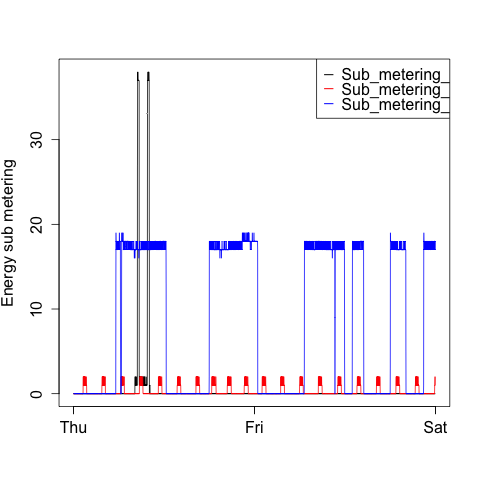 Sub_metering_
Sub_metering_
Sub_metering_
Energy sub metering
30
20
10
0
Thu Fri Sat